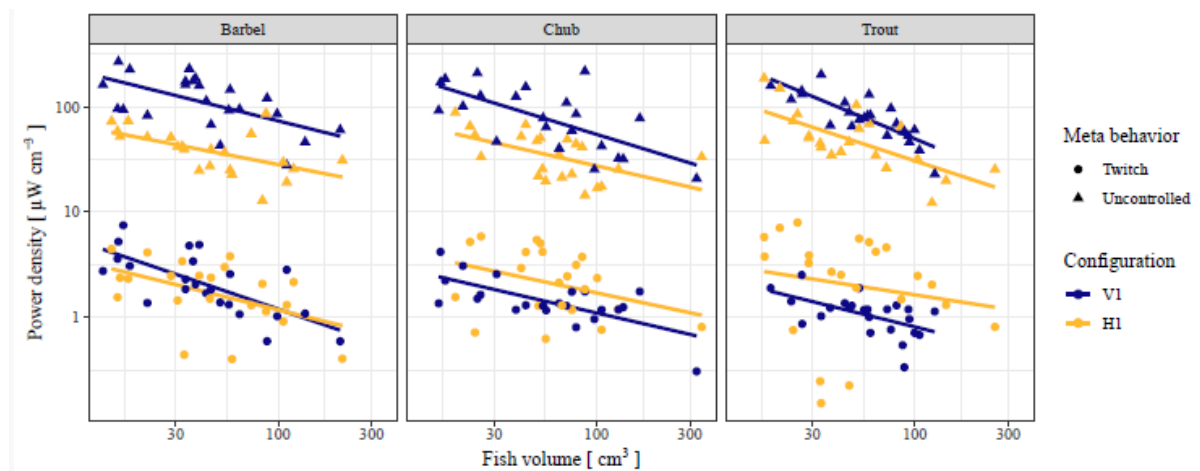 Barbel Chub Trout
Power density [ µW cm⁻³ ]
100
10
1
30 100 300 30 100 300 30 100 300
Fish volume [ cm³ ]
Meta behavior
Twitch
Uncontrolled
Configuration
V1
H1